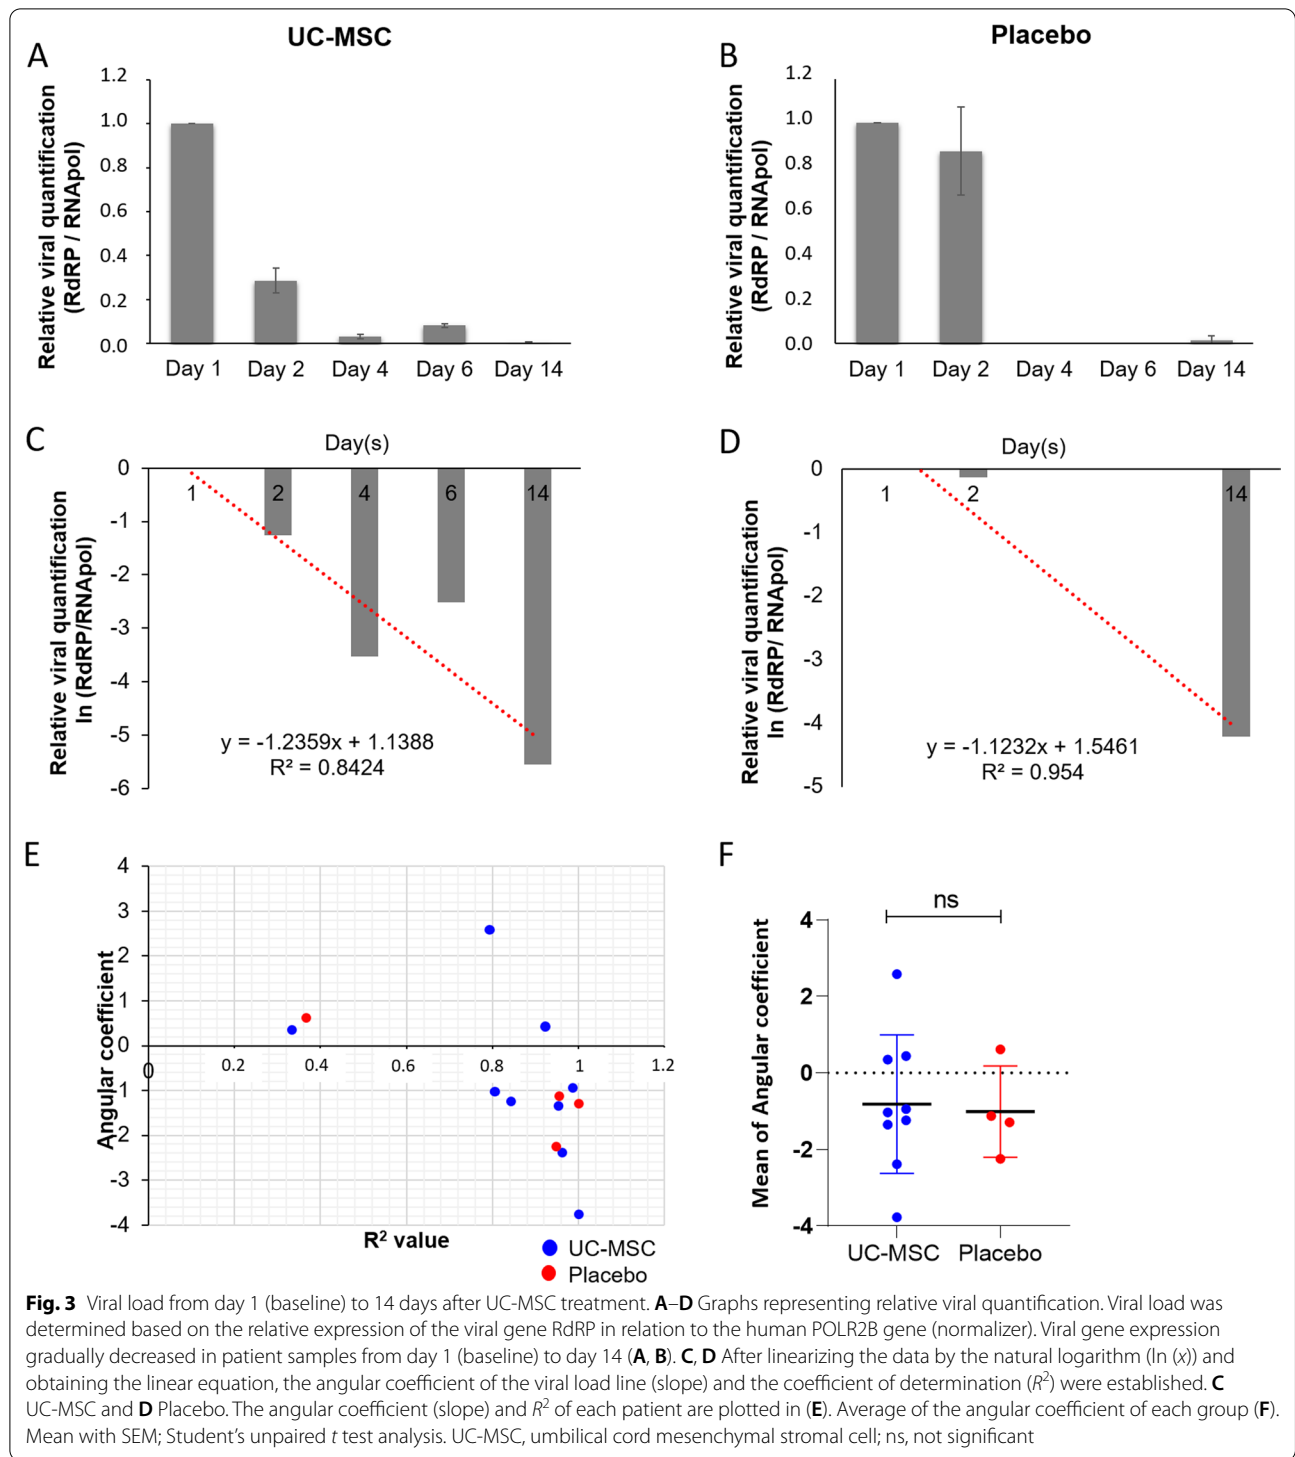 UC-MSC
Placebo
A
Relative viral quantification
(RdRP / RNApol)
1.2
1.0
0.8
0.6
0.4
0.2
0.0
Day 1 Day 2 Day 4 Day 6 Day 14
B
Relative viral quantification
(RdRP / RNApol)
1.2
1.0
0.8
0.6
0.4
0.2
0.0
Day 1 Day 2 Day 4 Day 6 Day 14
C
Day(s)
Relative viral quantification
ln (RdRP/RNApol)
0
-1
-2
-3
-4
-5
-6
1 2 4 6 14
y = -1.2359x + 1.1388
R² = 0.8424
D
Day(s)
Relative viral quantification
ln (RdRP/ RNApol)
0
-1
-2
-3
-4
-5
1 2 14
y = -1.1232x + 1.5461
R² = 0.954
E
Angular coefficient
4
3
2
1
0
-1
-2
-3
-4
0 0.2 0.4 0.6 0.8 1 1.2
R² value
UC-MSC
Placebo
F
ns
Mean of Angular coefficient
4
2
0
-2
-4
UC-MSC Placebo
Fig. 3 Viral load from day 1 (baseline) to 14 days after UC-MSC treatment. A–D Graphs representing relative viral quantification. Viral load was
determined based on the relative expression of the viral gene RdRP in relation to the human POLR2B gene (normalizer). Viral gene expression
gradually decreased in patient samples from day 1 (baseline) to day 14 (A, B). C, D After linearizing the data by the natural logarithm (ln (x)) and
obtaining the linear equation, the angular coefficient of the viral load line (slope) and the coefficient of determination (R²) were established. C
UC-MSC and D Placebo. The angular coefficient (slope) and R² of each patient are plotted in (E). Average of the angular coefficient of each group (F).
Mean with SEM; Student's unpaired t test analysis. UC-MSC, umbilical cord mesenchymal stromal cell; ns, not significant